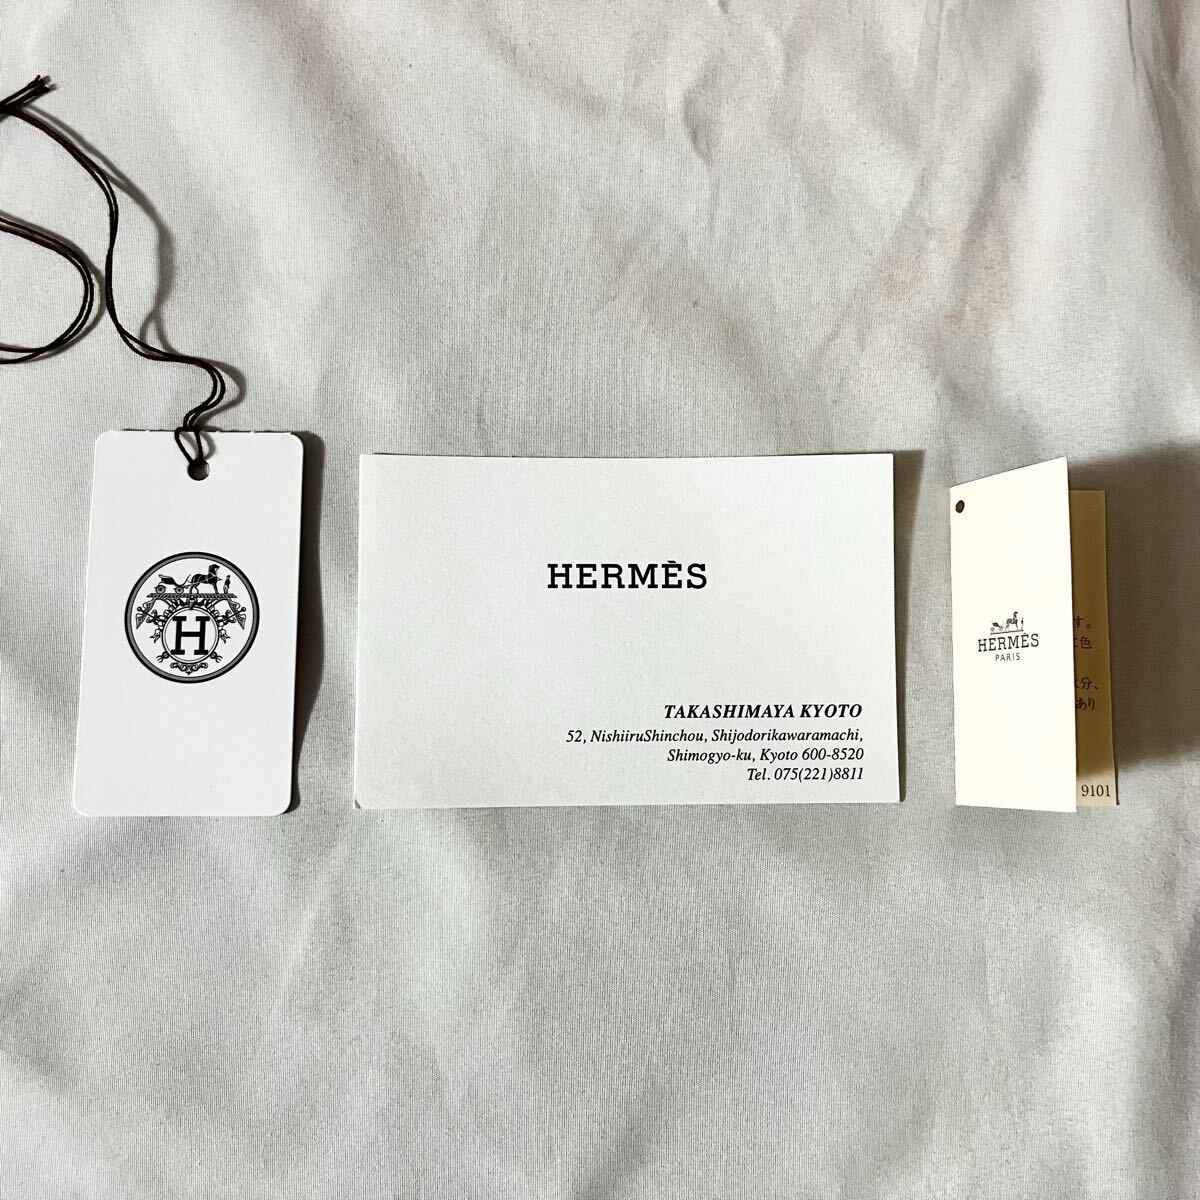 H
HERMÈS
TAKASHIMAYA KYOTO
52, NishiiruShinchou, Shijodorikawaramachi,
Shimogyo-ku, Kyoto 600-8520
Tel. 075(221)8811
HERMÈS
PARIS
す。
色
分、
あり
9101